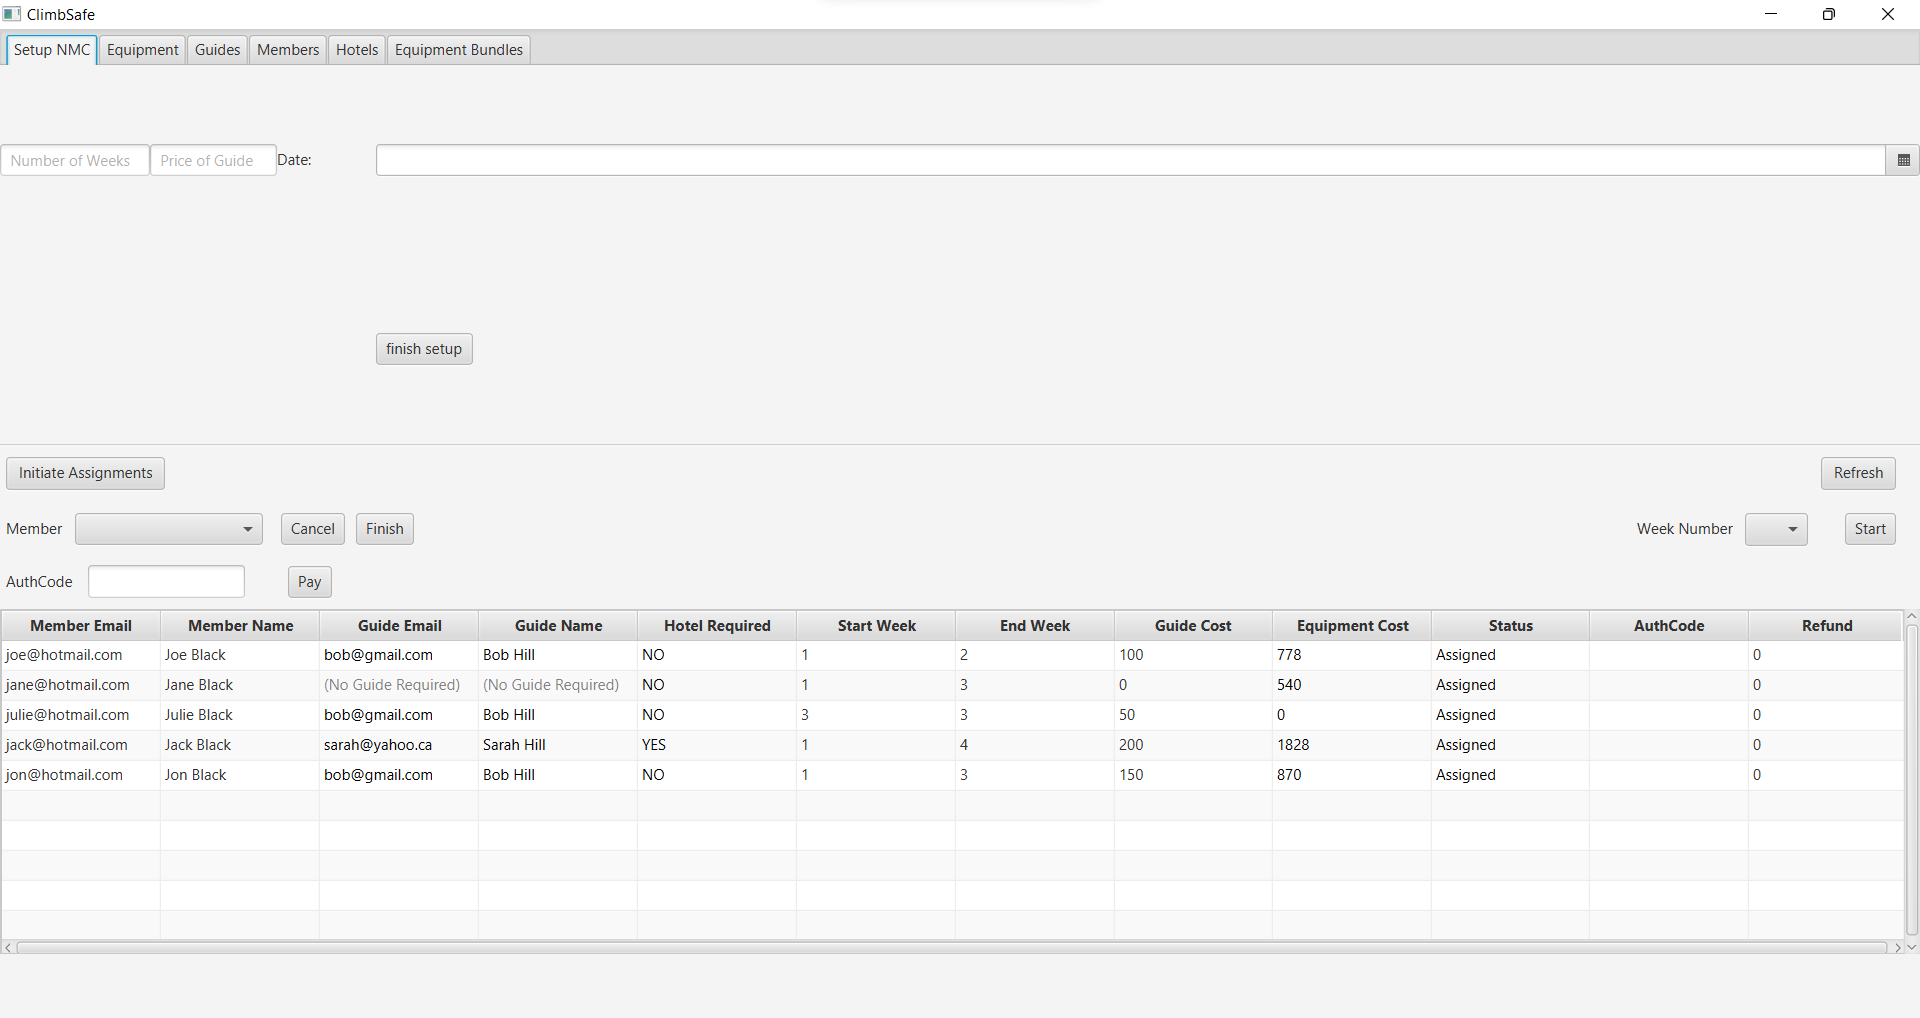 ClimbSafe
Setup NMC Equipment Guides Members Hotels Equipment Bundles
Number of Weeks Price of Guide Date:
finish setup
Initiate Assignments Refresh
Member Cancel Finish Week Number Start
AuthCode Pay
Member Email Member Name Guide Email Guide Name Hotel Required Start Week End Week Guide Cost Equipment Cost Status AuthCode Refund
joe@hotmail.com Joe Black bob@gmail.com Bob Hill NO 1 2 100 778 Assigned 0
jane@hotmail.com Jane Black (No Guide Required) (No Guide Required) NO 1 3 0 540 Assigned 0
julie@hotmail.com Julie Black bob@gmail.com Bob Hill NO 3 3 50 0 Assigned 0
jack@hotmail.com Jack Black sarah@yahoo.ca Sarah Hill YES 1 4 200 1828 Assigned 0
jon@hotmail.com Jon Black bob@gmail.com Bob Hill NO 1 3 150 870 Assigned 0